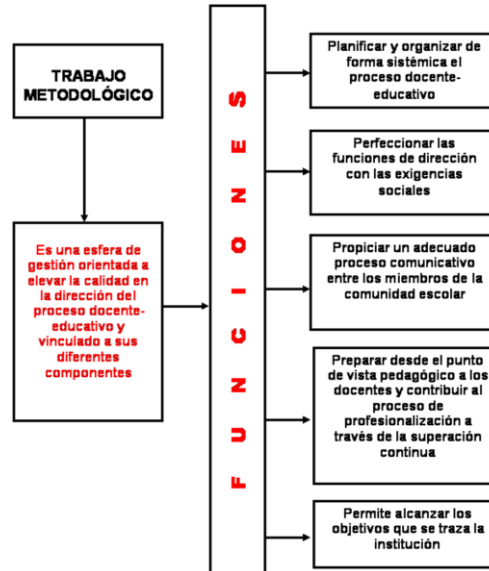 TRABAJO
METODOLÓGICO
Es una esfera de
gestión orientada a
elevar la calidad en
la dirección del
proceso docente-
educativo y
vinculado a sus
diferentes
componentes
FUNCIONES
Planificar y organizar de
forma sistémica el
proceso docente-
educativo
Perfeccionar las
funciones de dirección
con las exigencias
sociales
Propiciar un adecuado
proceso comunicativo
entre los miembros de la
comunidad escolar
Preparar desde el punto
de vista pedagógico a los
docentes y contribuir al
proceso de
profesionalización a
través de la superación
continua
Permite alcanzar los
objetivos que se traza la
institución